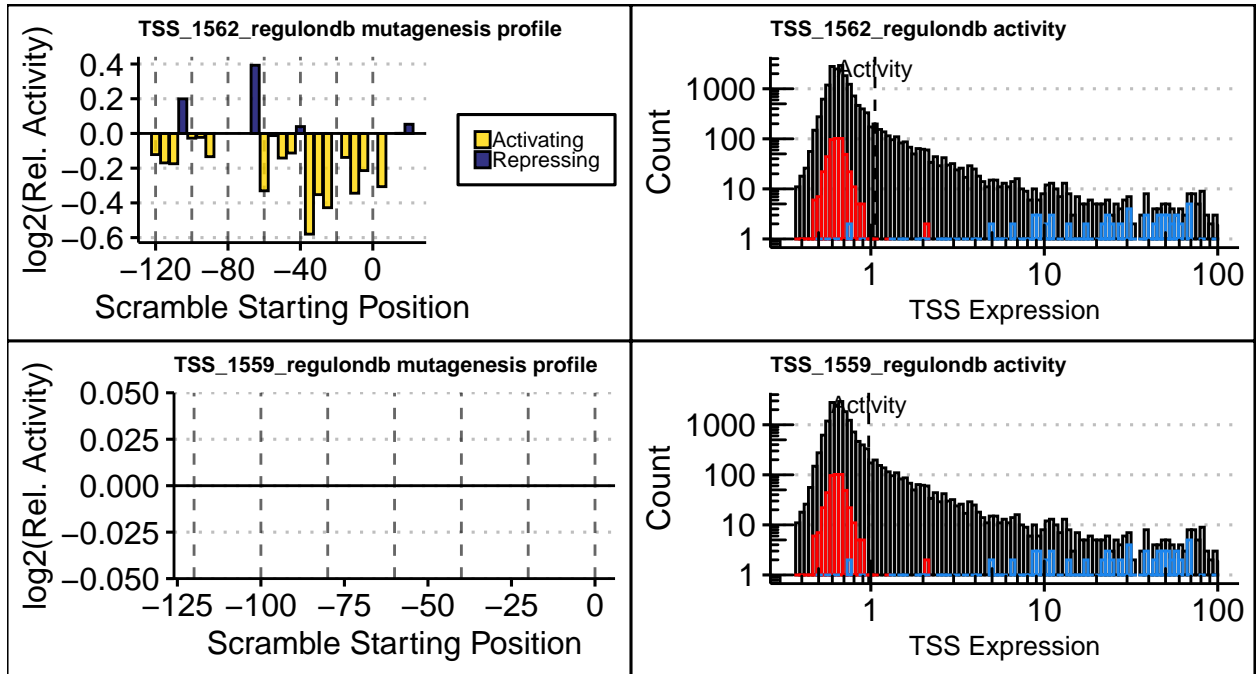 TSS_1562_regulondb mutagenesis profile
log2(Rel. Activity)
0.4
0.2
0.0
−0.2
−0.4
−0.6
−120
−80
−40
0
Scramble Starting Position
Activating
Repressing
TSS_1562_regulondb activity
Activity
Count
1000
100
10
1
1
10
100
TSS Expression
TSS_1559_regulondb mutagenesis profile
log2(Rel. Activity)
0.050
0.025
0.000
−0.025
−0.050
−125
−100
−75
−50
−25
0
Scramble Starting Position
TSS_1559_regulondb activity
Activity
Count
1000
100
10
1
1
10
100
TSS Expression